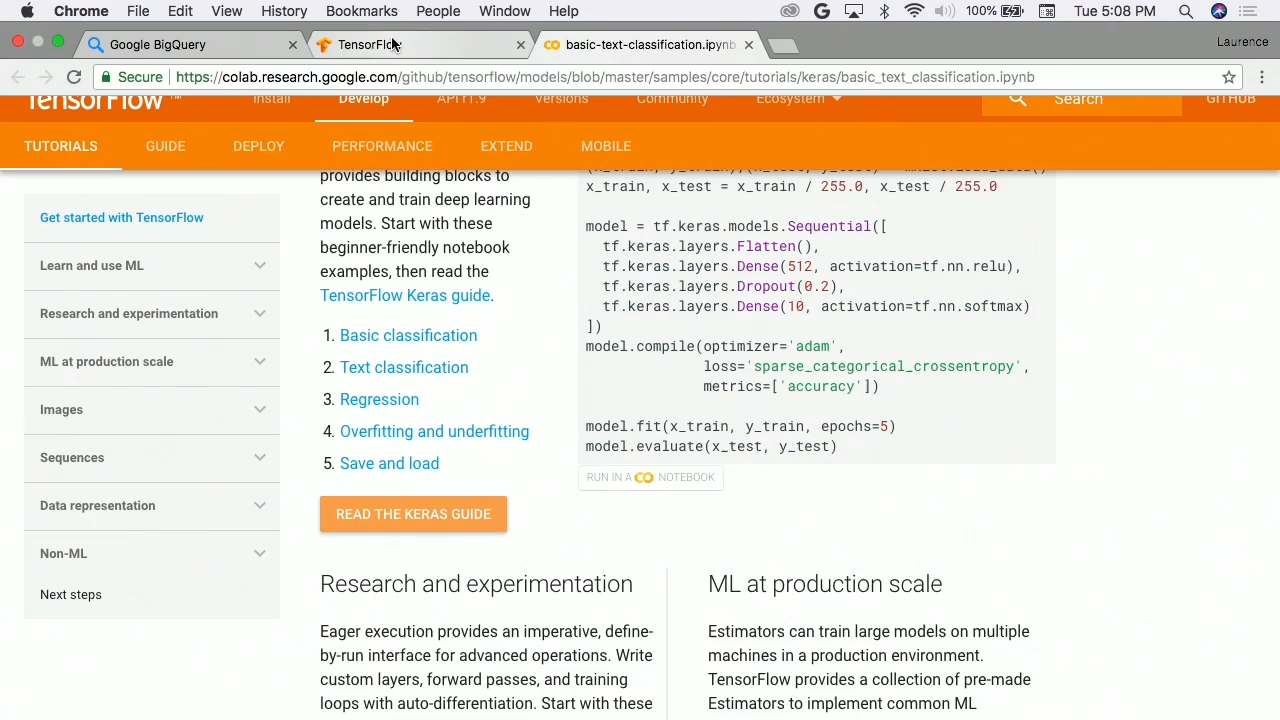 Chrome File Edit View History Bookmarks People Window Help 100% Tue 5:08 PM
Google BigQuery TensorFlow basic-text-classification.ipynb Laurence
Secure https://colab.research.google.com/github/tensorflow/models/blob/master/samples/core/tutorials/keras/basic_text_classification.ipynb
TensorFlow™ Install Develop API r1.9 Versions Community Ecosystem Search GITHUB
TUTORIALS GUIDE DEPLOY PERFORMANCE EXTEND MOBILE
Get started with TensorFlow
Learn and use ML
Research and experimentation
ML at production scale
Images
Sequences
Data representation
Non-ML
Next steps
provides building blocks to
create and train deep learning
models. Start with these
beginner-friendly notebook
examples, then read the
TensorFlow Keras guide.
1. Basic classification
2. Text classification
3. Regression
4. Overfitting and underfitting
5. Save and load
READ THE KERAS GUIDE
x_train, x_test = x_train / 255.0, x_test / 255.0
model = tf.keras.models.Sequential([
tf.keras.layers.Flatten(),
tf.keras.layers.Dense(512, activation=tf.nn.relu),
tf.keras.layers.Dropout(0.2),
tf.keras.layers.Dense(10, activation=tf.nn.softmax)
])
model.compile(optimizer='adam',
loss='sparse_categorical_crossentropy',
metrics=['accuracy'])
model.fit(x_train, y_train, epochs=5)
model.evaluate(x_test, y_test)
RUN IN A CO NOTEBOOK
Research and experimentation
Eager execution provides an imperative, define-
by-run interface for advanced operations. Write
custom layers, forward passes, and training
loops with auto-differentiation. Start with these
ML at production scale
Estimators can train large models on multiple
machines in a production environment.
TensorFlow provides a collection of pre-made
Estimators to implement common ML